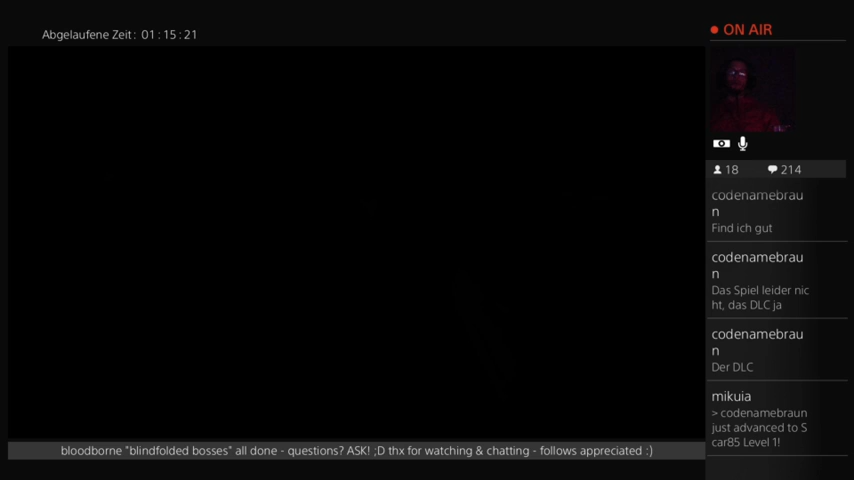 Abgelaufene Zeit: 01:15:21
ON AIR
18 214
codenamebrau
n
Find ich gut
codenamebrau
n
Das Spiel leider nic
ht, das DLC ja
codenamebrau
n
Der DLC
mikuia
> codenamebraun
just advanced to S
car85 Level 1!
bloodborne "blindfolded bosses" all done - questions? ASK! ;D thx for watching & chatting - follows appreciated :)